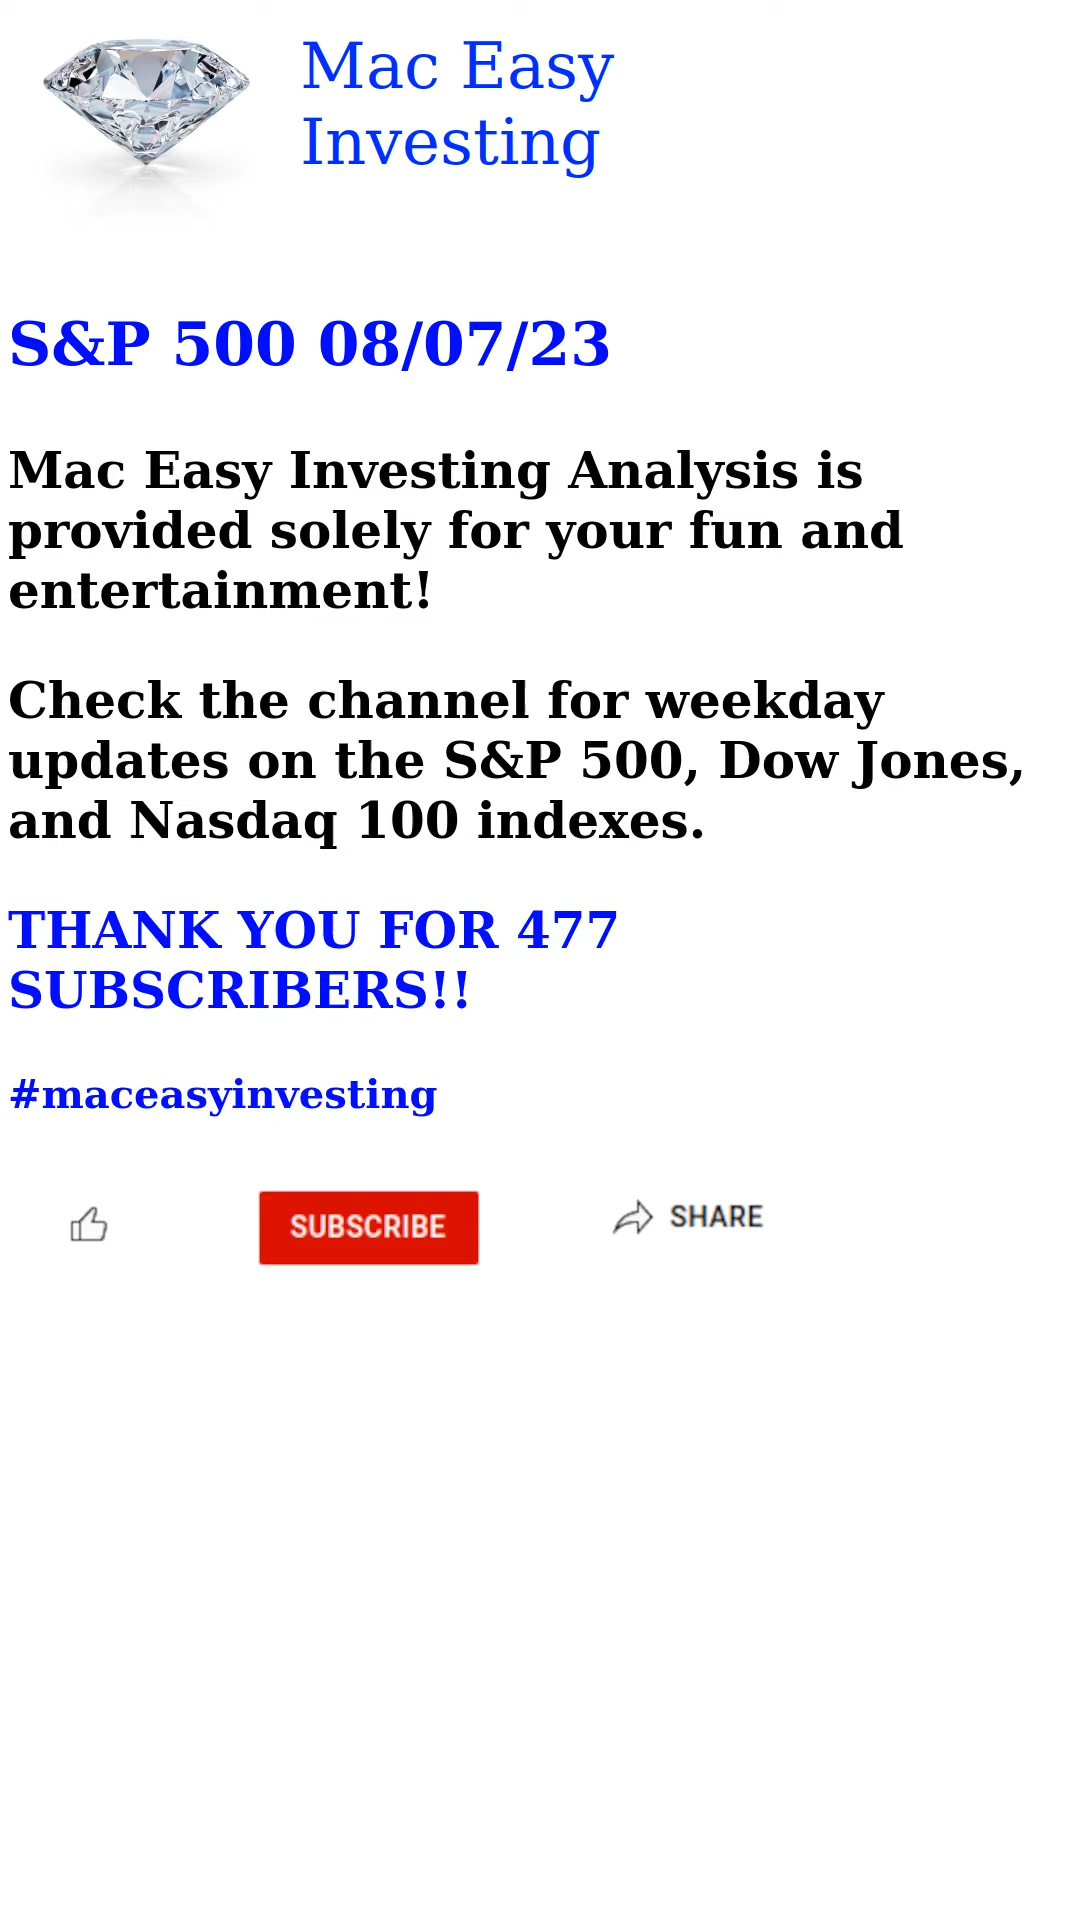 Mac Easy
Investing
S&P 500 08/07/23
Mac Easy Investing Analysis is
provided solely for your fun and
entertainment!
Check the channel for weekday
updates on the S&P 500, Dow Jones,
and Nasdaq 100 indexes.
THANK YOU FOR 477
SUBSCRIBERS!!
#maceasyinvesting
SUBSCRIBE
SHARE